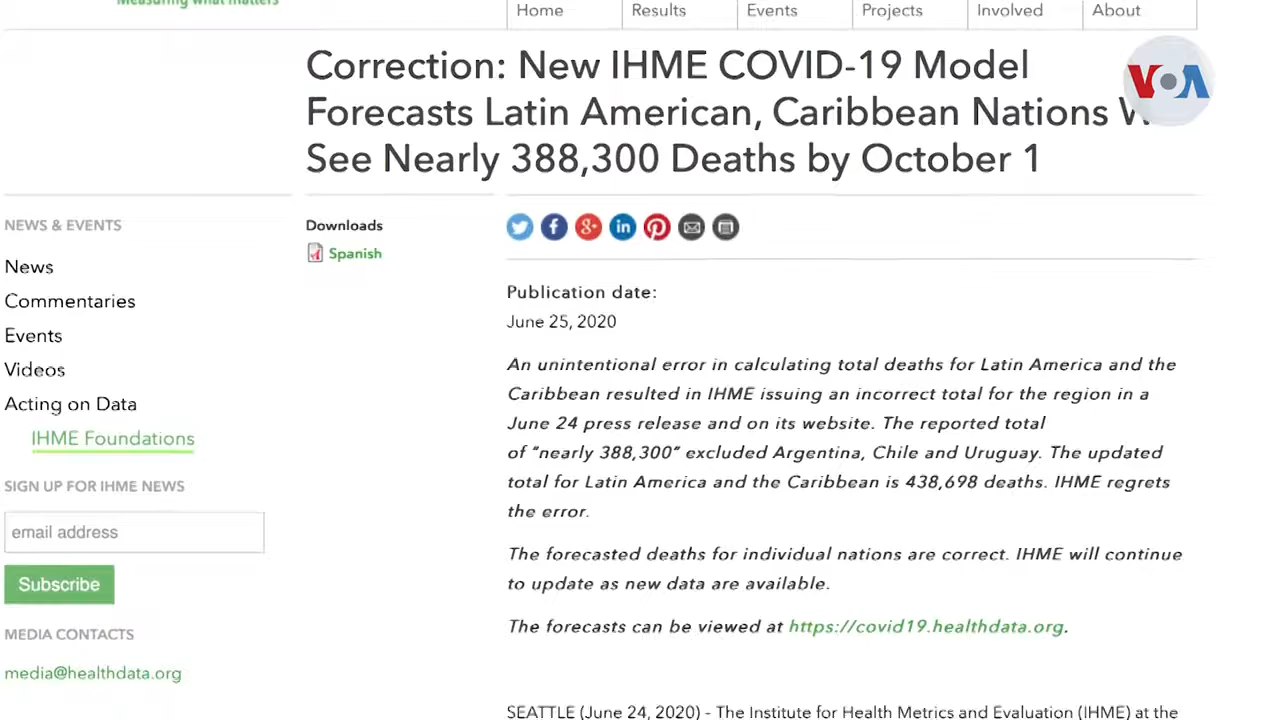 Measuring what matters
Home
Results
Events
Projects
Involved
About
Correction: New IHME COVID-19 Model
Forecasts Latin American, Caribbean Nations
See Nearly 388,300 Deaths by October 1
VOA
NEWS & EVENTS
News
Commentaries
Events
Videos
Acting on Data
IHME Foundations
SIGN UP FOR IHME NEWS
email address
Subscribe
MEDIA CONTACTS
media@healthdata.org
Downloads
Spanish
Publication date:
June 25, 2020
An unintentional error in calculating total deaths for Latin America and the
Caribbean resulted in IHME issuing an incorrect total for the region in a
June 24 press release and on its website. The reported total
of "nearly 388,300" excluded Argentina, Chile and Uruguay. The updated
total for Latin America and the Caribbean is 438,698 deaths. IHME regrets
the error.
The forecasted deaths for individual nations are correct. IHME will continue
to update as new data are available.
The forecasts can be viewed at https://covid19.healthdata.org.
SEATTLE (June 24, 2020) - The Institute for Health Metrics and Evaluation (IHME) at the